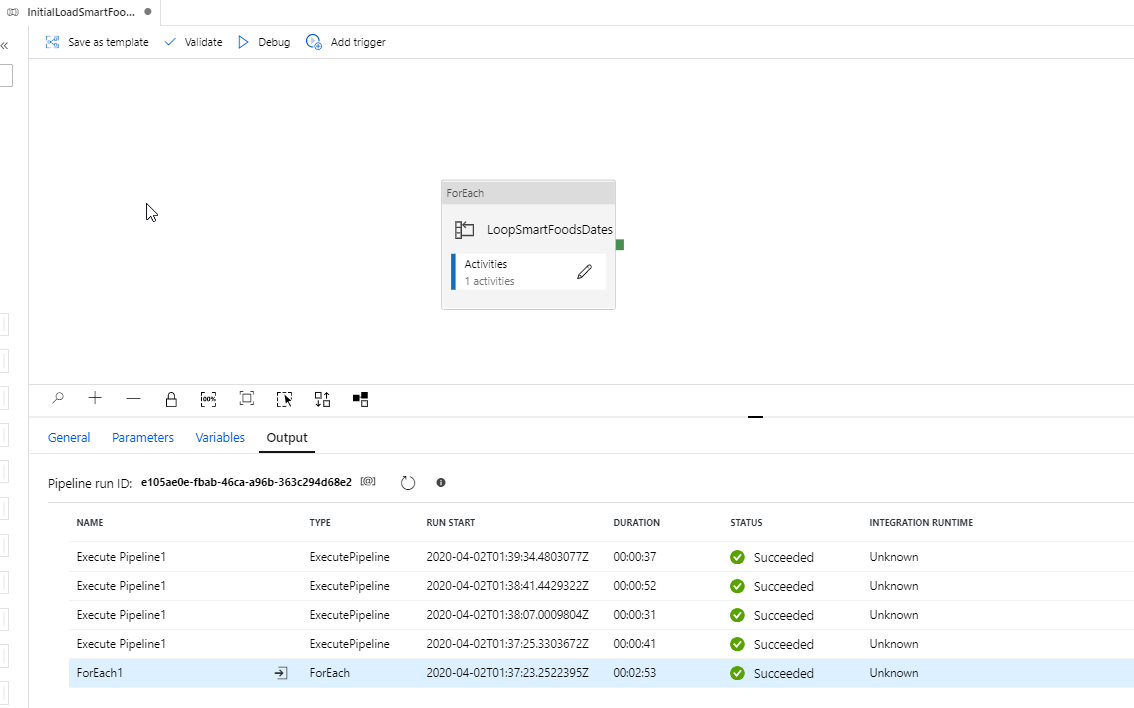 InitialLoadSmartFoo...
Save as template Validate Debug Add trigger
ForEach
LoopSmartFoodsDates
Activities
1 activities
100%
General Parameters Variables Output
Pipeline run ID: e105ae0e-fbab-46ca-a96b-363c294d68e2 [@]
NAME TYPE RUN START DURATION STATUS INTEGRATION RUNTIME
Execute Pipeline1 ExecutePipeline 2020-04-02T01:39:34.4803077Z 00:00:37 Succeeded Unknown
Execute Pipeline1 ExecutePipeline 2020-04-02T01:38:41.4429322Z 00:00:52 Succeeded Unknown
Execute Pipeline1 ExecutePipeline 2020-04-02T01:38:07.0009804Z 00:00:31 Succeeded Unknown
Execute Pipeline1 ExecutePipeline 2020-04-02T01:37:25.3303672Z 00:00:41 Succeeded Unknown
ForEach1 ForEach 2020-04-02T01:37:23.2522395Z 00:02:53 Succeeded Unknown